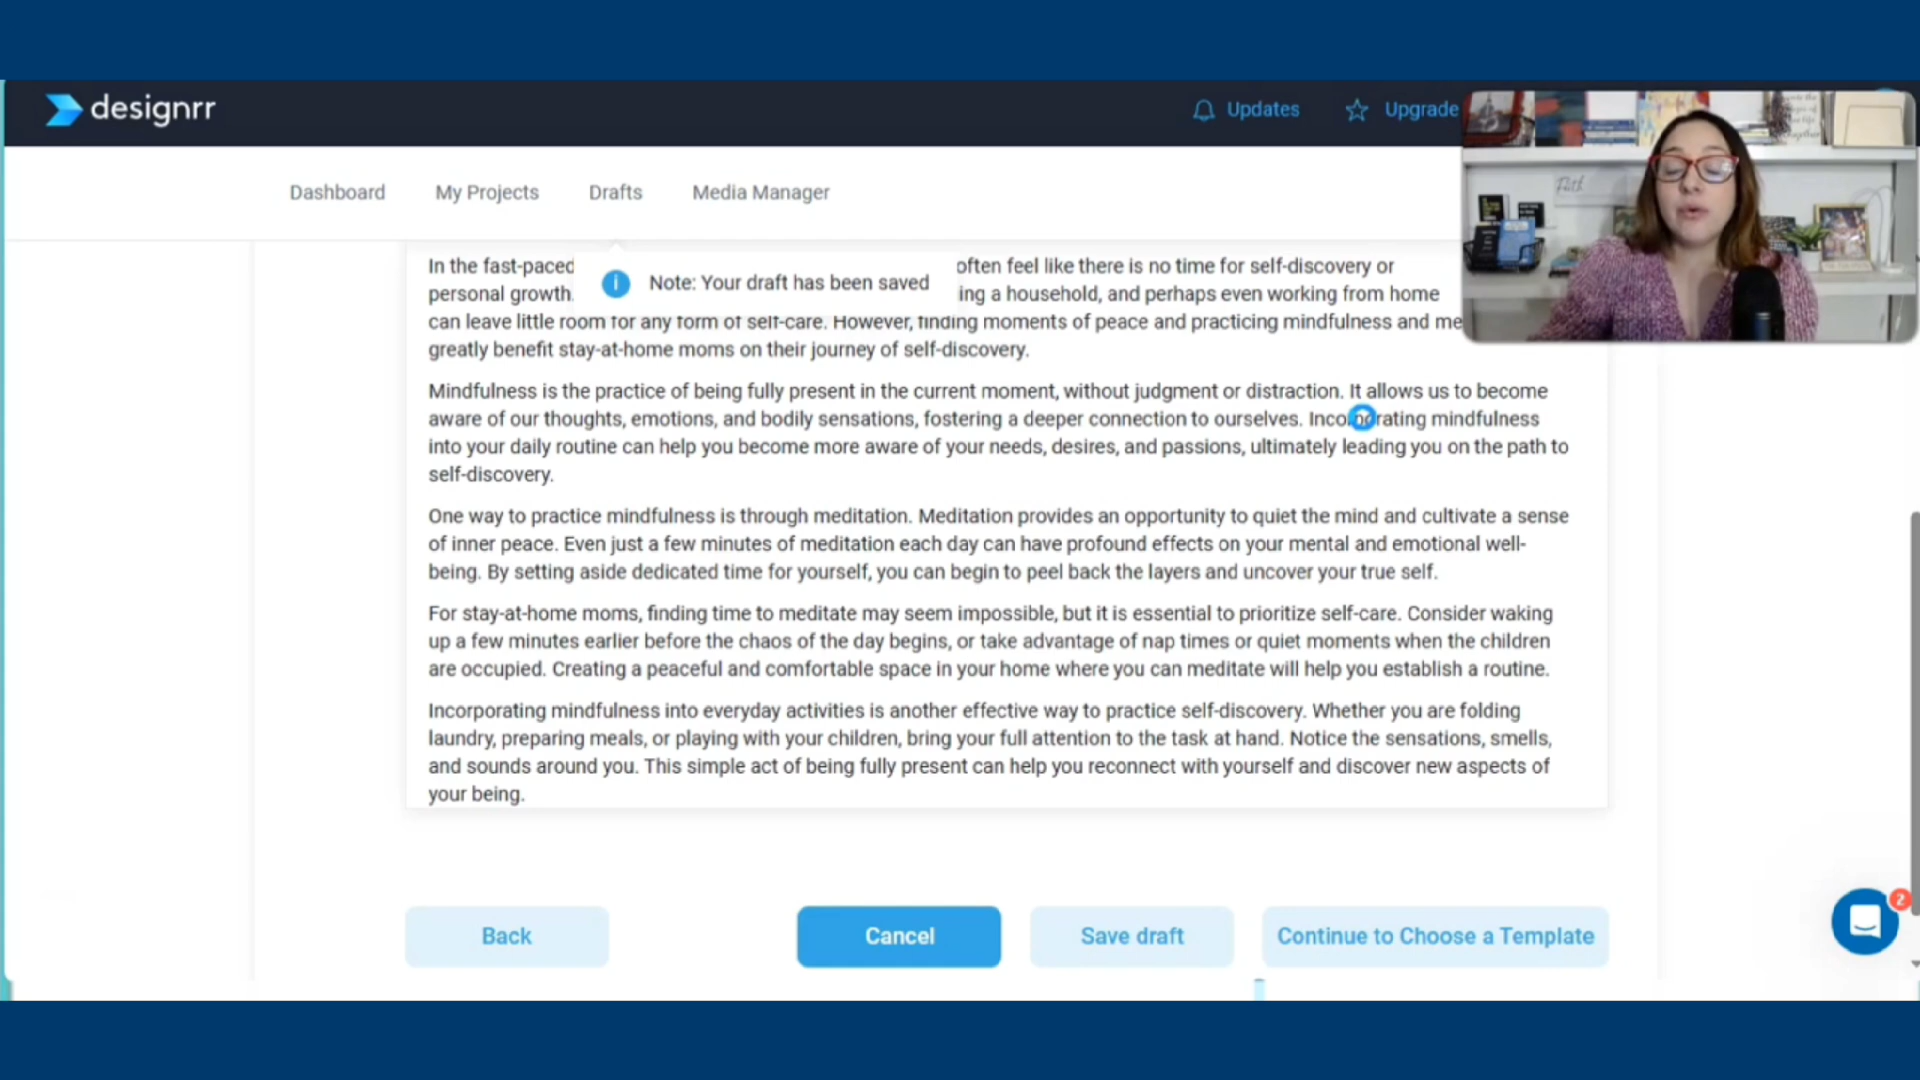 designrr
Updates
Upgrade
Dashboard
My Projects
Drafts
Media Manager
Note: Your draft has been saved
In the fast-paced often feel like there is no time for self-discovery or
personal growth. ing a household, and perhaps even working from home
can leave little room for any form of self-care. However, finding moments of peace and practicing mindfulness and me
greatly benefit stay-at-home moms on their journey of self-discovery.
Mindfulness is the practice of being fully present in the current moment, without judgment or distraction. It allows us to become
aware of our thoughts, emotions, and bodily sensations, fostering a deeper connection to ourselves. Incorporating mindfulness
into your daily routine can help you become more aware of your needs, desires, and passions, ultimately leading you on the path to
self-discovery.
One way to practice mindfulness is through meditation. Meditation provides an opportunity to quiet the mind and cultivate a sense
of inner peace. Even just a few minutes of meditation each day can have profound effects on your mental and emotional well-
being. By setting aside dedicated time for yourself, you can begin to peel back the layers and uncover your true self.
For stay-at-home moms, finding time to meditate may seem impossible, but it is essential to prioritize self-care. Consider waking
up a few minutes earlier before the chaos of the day begins, or take advantage of nap times or quiet moments when the children
are occupied. Creating a peaceful and comfortable space in your home where you can meditate will help you establish a routine.
Incorporating mindfulness into everyday activities is another effective way to practice self-discovery. Whether you are folding
laundry, preparing meals, or playing with your children, bring your full attention to the task at hand. Notice the sensations, smells,
and sounds around you. This simple act of being fully present can help you reconnect with yourself and discover new aspects of
your being.
Back
Cancel
Save draft
Continue to Choose a Template
2
Faith